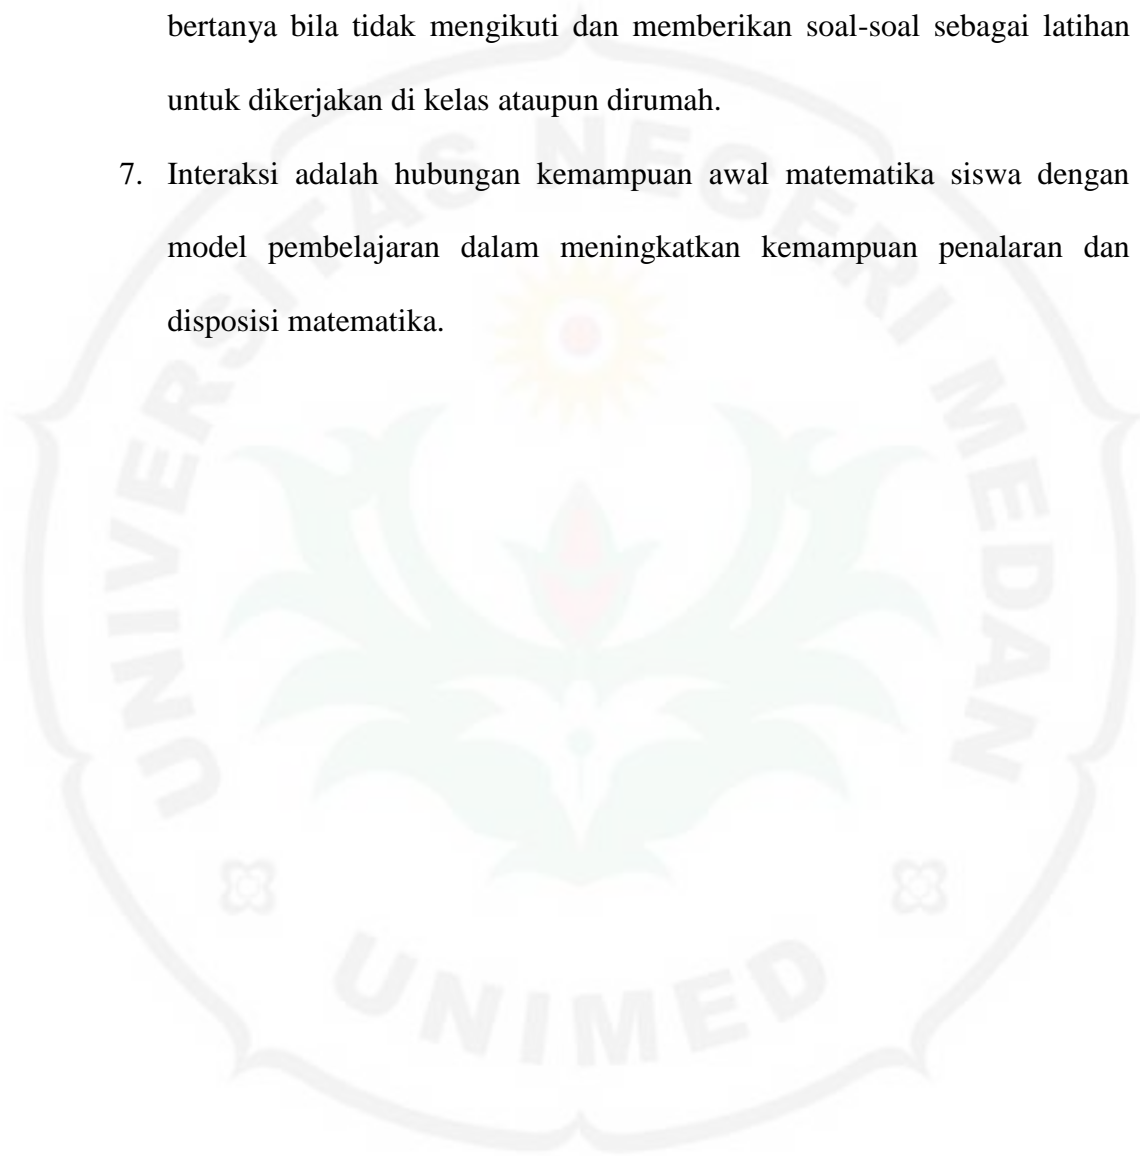 bertanya bila tidak mengikuti dan memberikan soal-soal sebagai latihan
untuk dikerjakan di kelas ataupun dirumah.
7. Interaksi adalah hubungan kemampuan awal matematika siswa dengan
model pembelajaran dalam meningkatkan kemampuan penalaran dan
disposisi matematika.
UNIVERSITAS NEGERI MEDAN
UNIMED